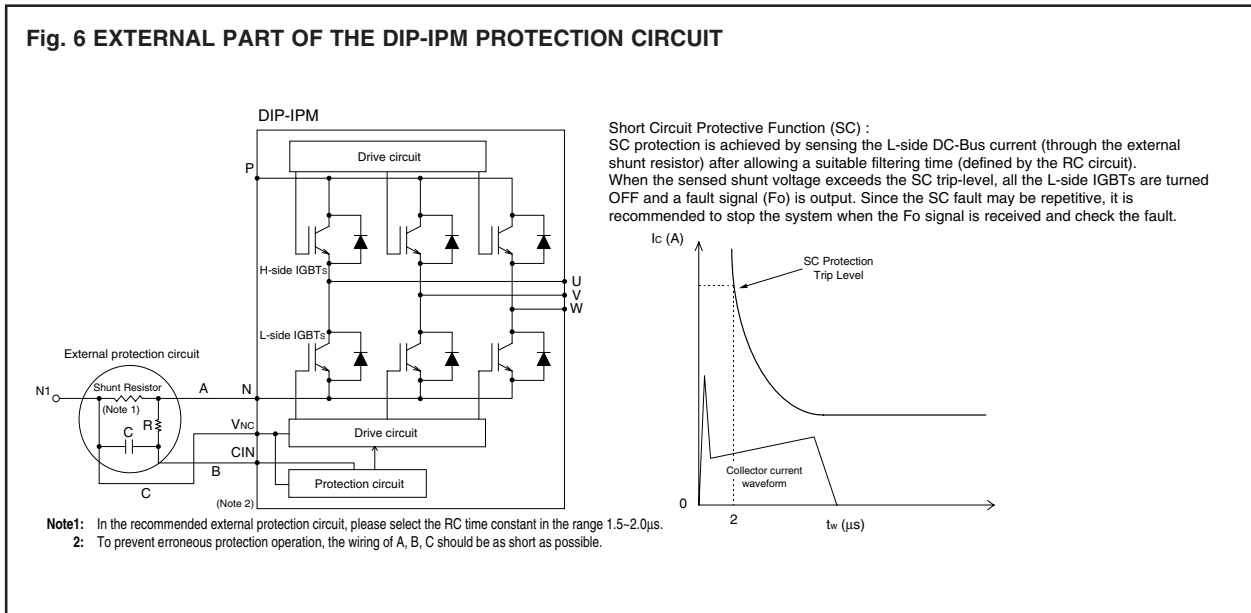 Fig. 6 EXTERNAL PART OF THE DIP-IPM PROTECTION CIRCUIT
DIP-IPM
Drive circuit
P
H-side IGBTs
U
V
W
L-side IGBTs
External protection circuit
N1
Shunt Resistor
A
N
(Note 1)
R
C
VNC
Drive circuit
CIN
B
C
Protection circuit
(Note 2)
Short Circuit Protective Function (SC) :
SC protection is achieved by sensing the L-side DC-Bus current (through the external
shunt resistor) after allowing a suitable filtering time (defined by the RC circuit).
When the sensed shunt voltage exceeds the SC trip-level, all the L-side IGBTs are turned
OFF and a fault signal (Fo) is output. Since the SC fault may be repetitive, it is
recommended to stop the system when the Fo signal is received and check the fault.
IC (A)
SC Protection
Trip Level
Collector current
waveform
0
2
tw (μs)
Note1: In the recommended external protection circuit, please select the RC time constant in the range 1.5~2.0μs.
2: To prevent erroneous protection operation, the wiring of A, B, C should be as short as possible.